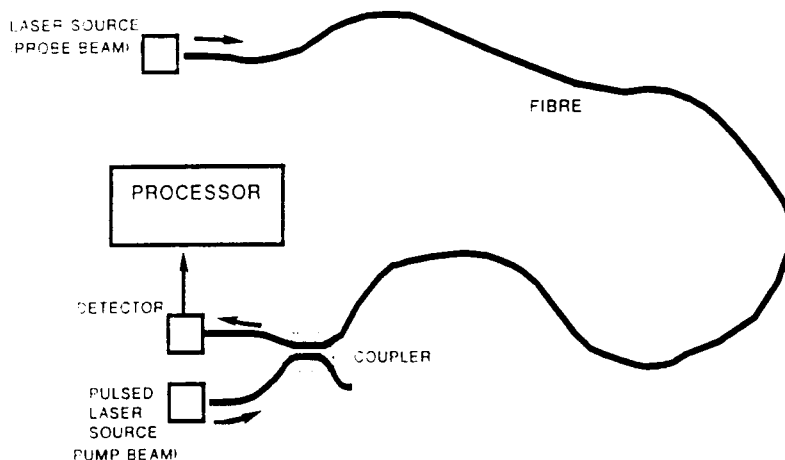 LASER SOURCE
(PROBE BEAM)
FIBRE
PROCESSOR
DETECTOR
COUPLER
PULSED
LASER
SOURCE
PUMP BEAM)